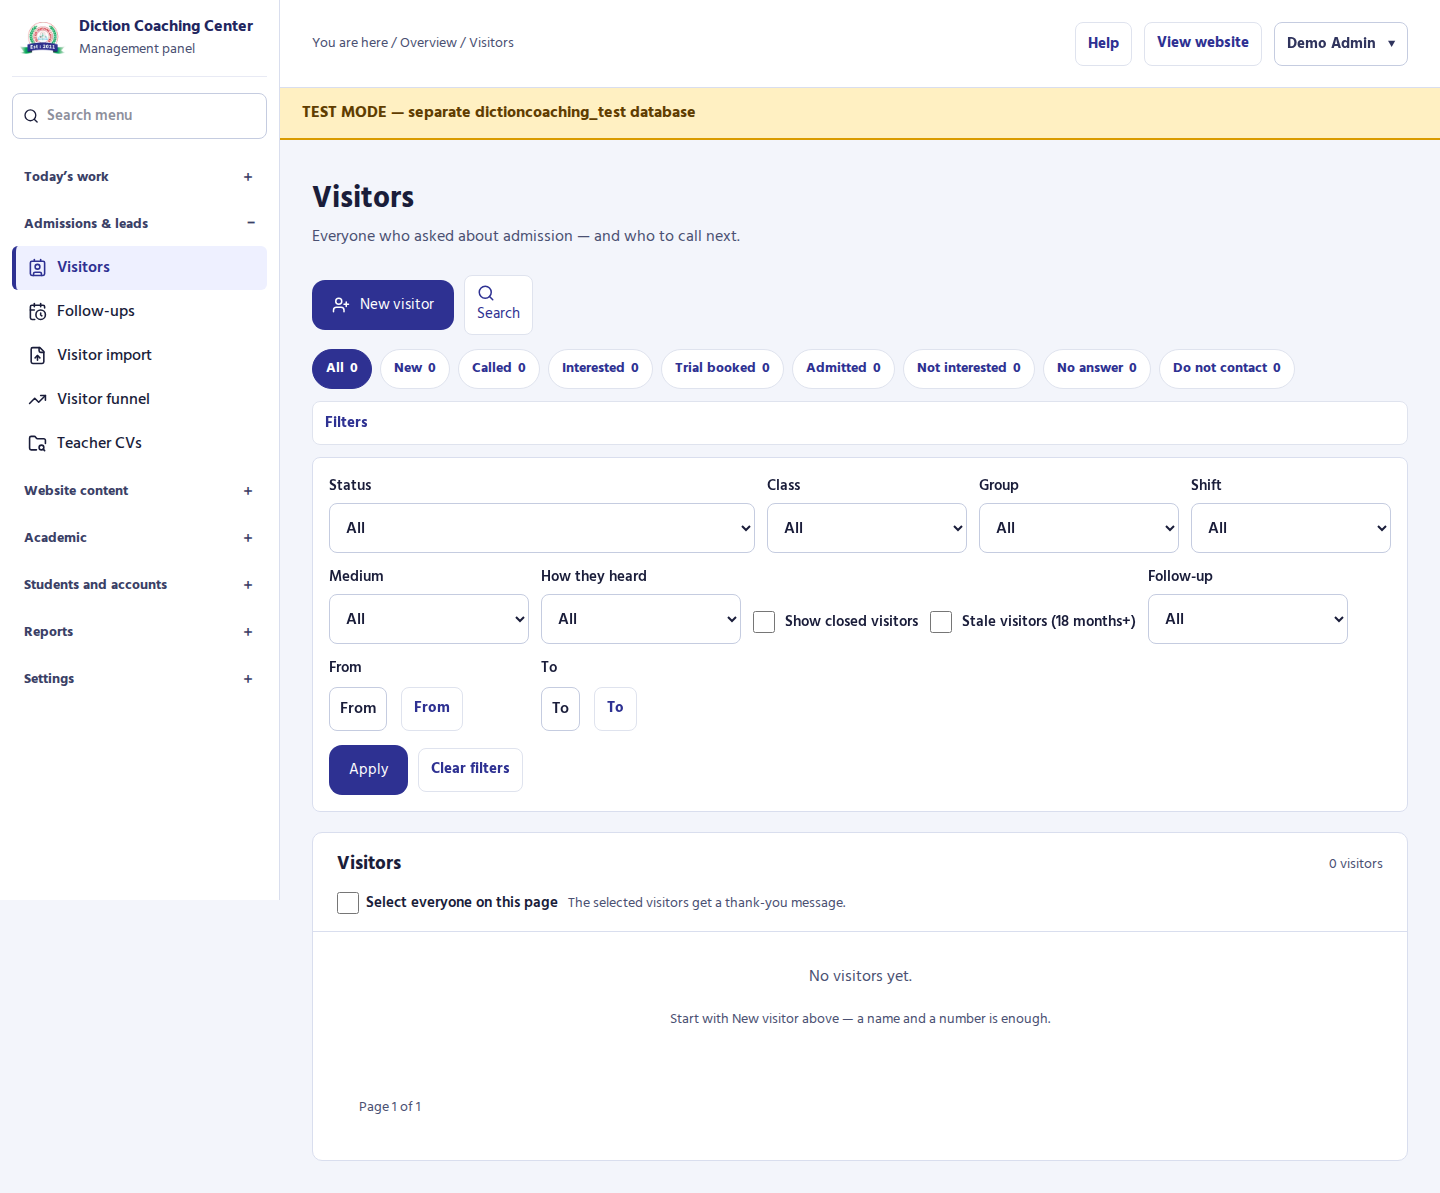 Diction Coaching Center
Management panel
Est : 2011
Search menu
Today’s work +
Admissions & leads −
Visitors
Follow-ups
Visitor import
Visitor funnel
Teacher CVs
Website content +
Academic +
Students and accounts +
Reports +
Settings +
You are here / Overview / Visitors
Help
View website
Demo Admin ▾
TEST MODE — separate dictioncoaching_test database
Visitors
Everyone who asked about admission — and who to call next.
New visitor
Search
All 0
New 0
Called 0
Interested 0
Trial booked 0
Admitted 0
Not interested 0
No answer 0
Do not contact 0
Filters
Status Class Group Shift
All All All All
Medium How they heard Follow-up
All All Show closed visitors Stale visitors (18 months+) All
From To
From From To To
Apply Clear filters
Visitors 0 visitors
Select everyone on this page The selected visitors get a thank-you message.
No visitors yet.
Start with New visitor above — a name and a number is enough.
Page 1 of 1